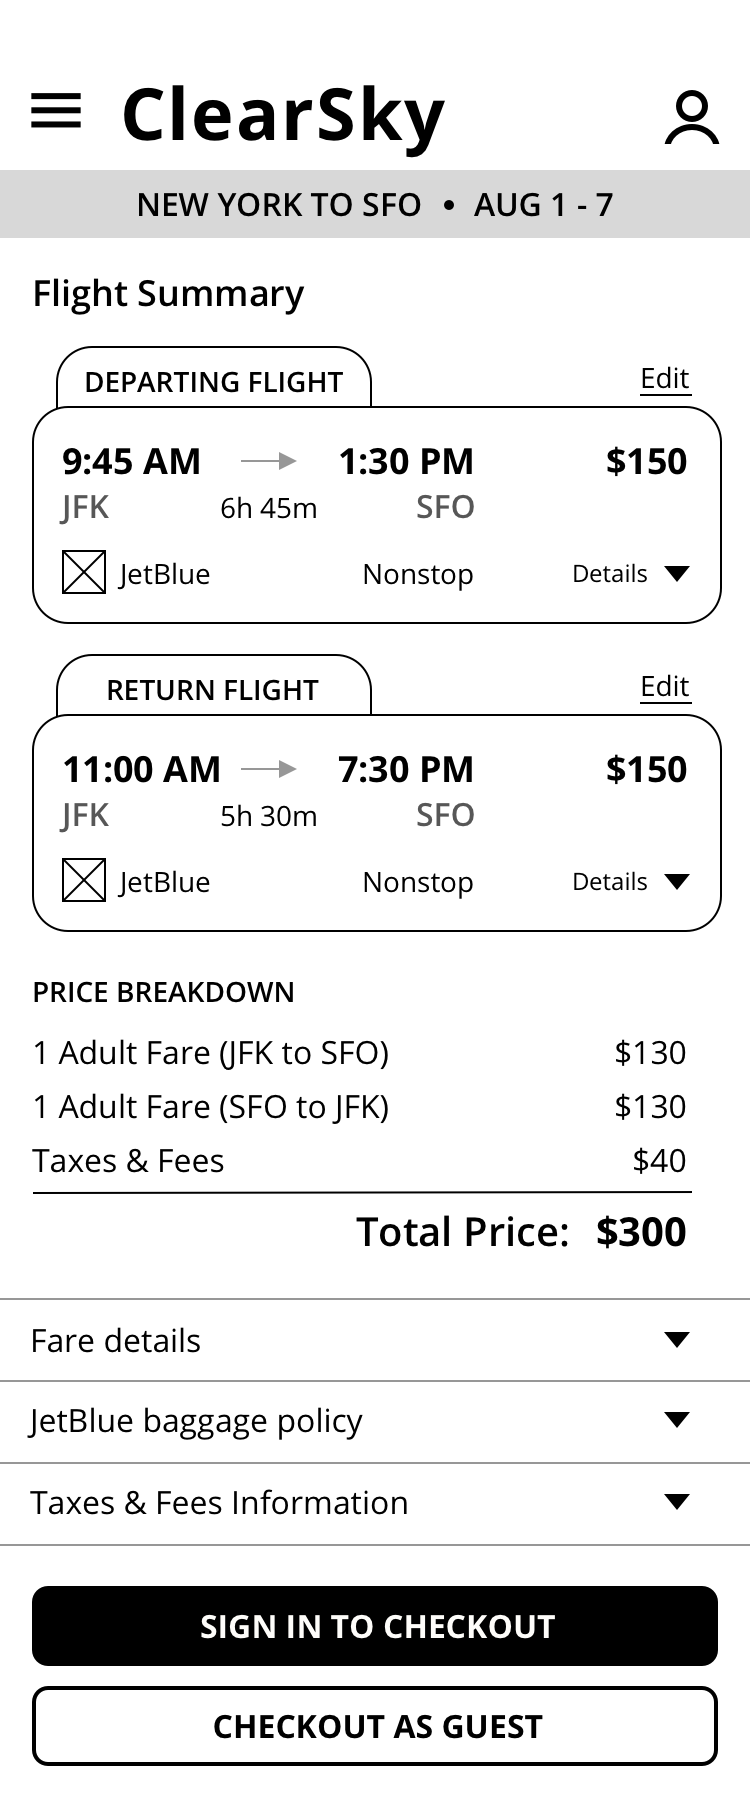 ClearSky
NEW YORK TO SFO • AUG 1 - 7
Flight Summary
DEPARTING FLIGHT
Edit
9:45 AM 1:30 PM $150
JFK 6h 45m SFO
JetBlue Nonstop Details
RETURN FLIGHT
Edit
11:00 AM 7:30 PM $150
JFK 5h 30m SFO
JetBlue Nonstop Details
PRICE BREAKDOWN
1 Adult Fare (JFK to SFO) $130
1 Adult Fare (SFO to JFK) $130
Taxes & Fees $40
Total Price: $300
Fare details
JetBlue baggage policy
Taxes & Fees Information
SIGN IN TO CHECKOUT
CHECKOUT AS GUEST